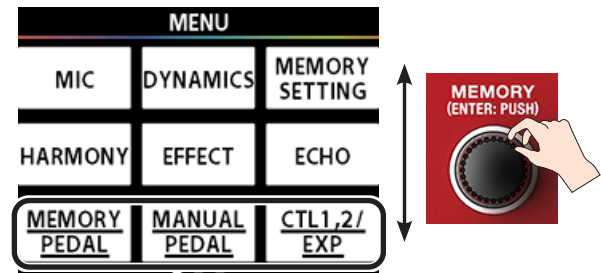 MENU
MIC
DYNAMICS
MEMORY
SETTING
HARMONY
EFFECT
ECHO
MEMORY
PEDAL
MANUAL
PEDAL
CTL1,2/
EXP
MEMORY
(ENTER: PUSH)